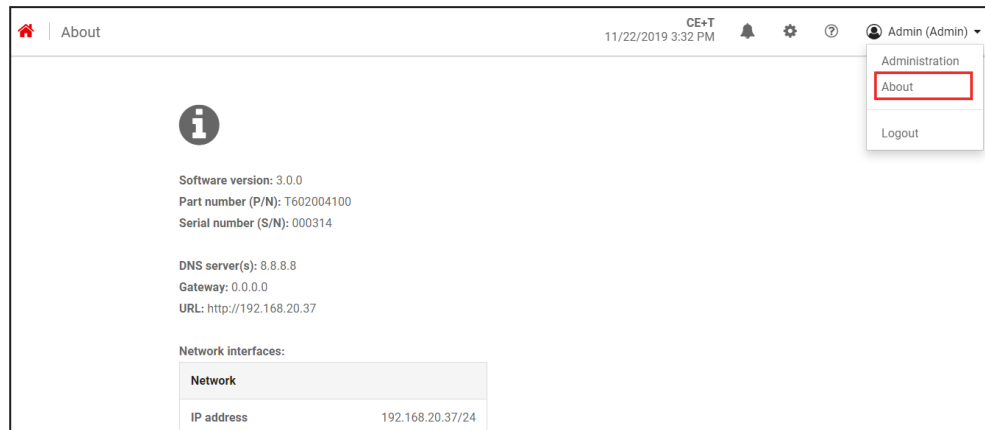 About
CE+T
11/22/2019 3:32 PM
Admin (Admin)
Administration
About
Logout
Software version: 3.0.0
Part number (P/N): T602004100
Serial number (S/N): 000314
DNS server(s): 8.8.8.8
Gateway: 0.0.0.0
URL: http://192.168.20.37
Network interfaces:
Network
IP address 192.168.20.37/24